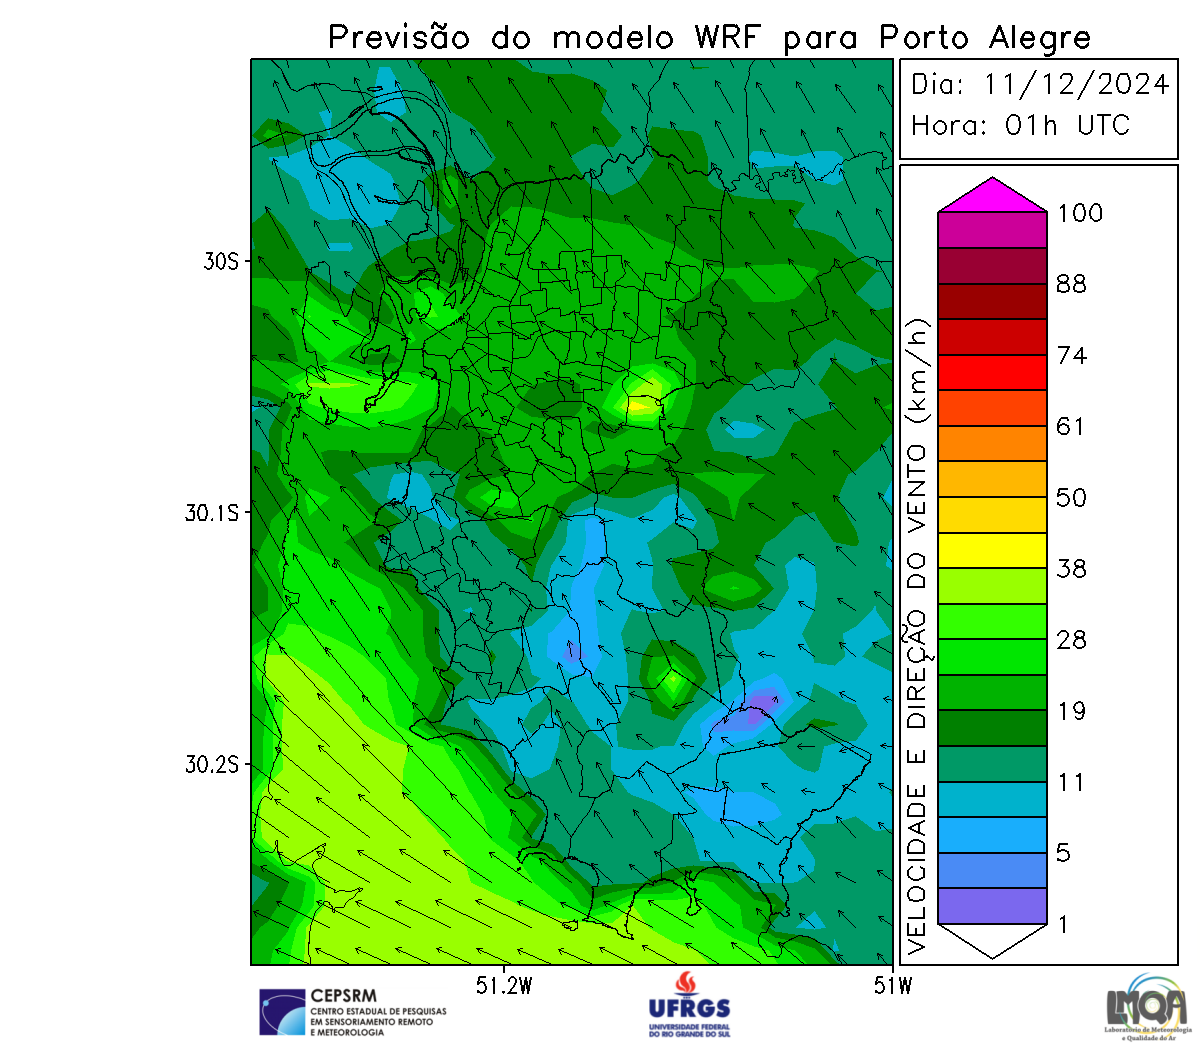 Previsão do modelo WRF para Porto Alegre
Dia: 11/12/2024
Hora: 01h UTC
30S
30.1S
30.2S
51.2W
51W
VELOCIDADE E DIREÇÃO DO VENTO (km/h)
100
88
74
61
50
38
28
19
11
5
1
CEPSRM
CENTRO ESTADUAL DE PESQUISAS
EM SENSORIAMENTO REMOTO
E METEOROLOGIA
UFRGS
UNIVERSIDADE FEDERAL
DO RIO GRANDE DO SUL
LMQA
Laboratório de Meteorologia
e Qualidade do Ar